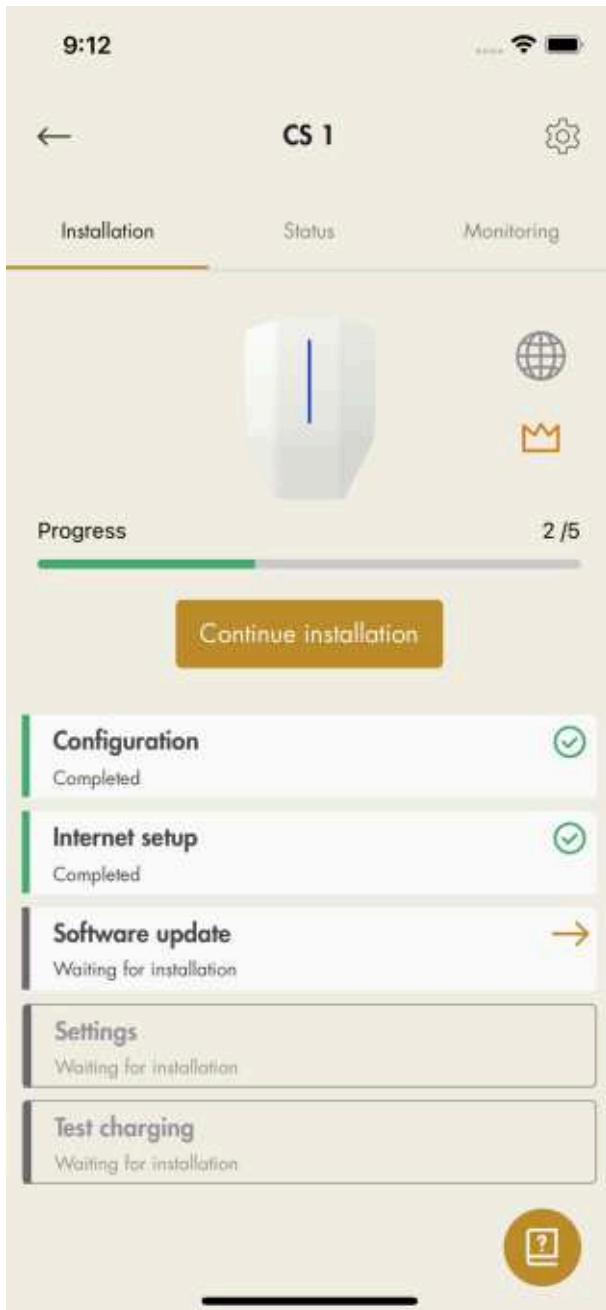 9:12
CS 1
Installation Status Monitoring
Progress 2 /5
Continue installation
Configuration
Completed
Internet setup
Completed
Software update
Waiting for installation
Settings
Waiting for installation
Test charging
Waiting for installation
?